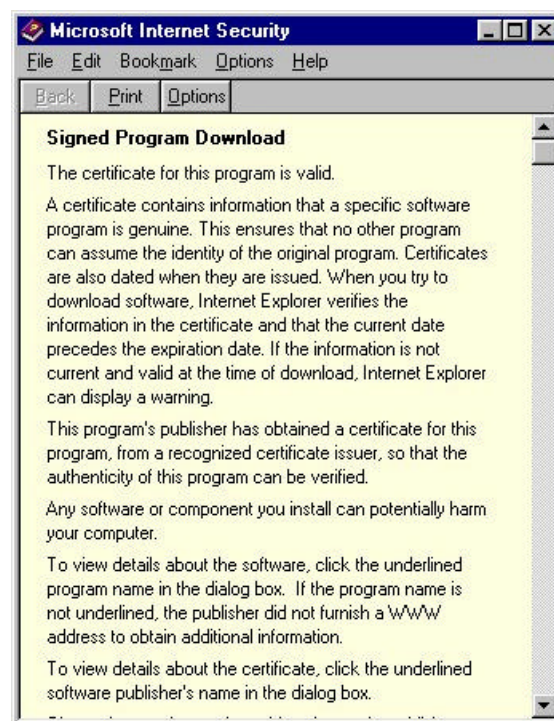 Microsoft Internet Security
File Edit Bookmark Options Help
Back Print Options
Signed Program Download
The certificate for this program is valid.
A certificate contains information that a specific software
program is genuine. This ensures that no other program
can assume the identity of the original program. Certificates
are also dated when they are issued. When you try to
download software, Internet Explorer verifies the
information in the certificate and that the current date
precedes the expiration date. If the information is not
current and valid at the time of download, Internet Explorer
can display a warning.
This program's publisher has obtained a certificate for this
program, from a recognized certificate issuer, so that the
authenticity of this program can be verified.
Any software or component you install can potentially harm
your computer.
To view details about the software, click the underlined
program name in the dialog box. If the program name is
not underlined, the publisher did not furnish a WWW
address to obtain additional information.
To view details about the certificate, click the underlined
software publisher's name in the dialog box.